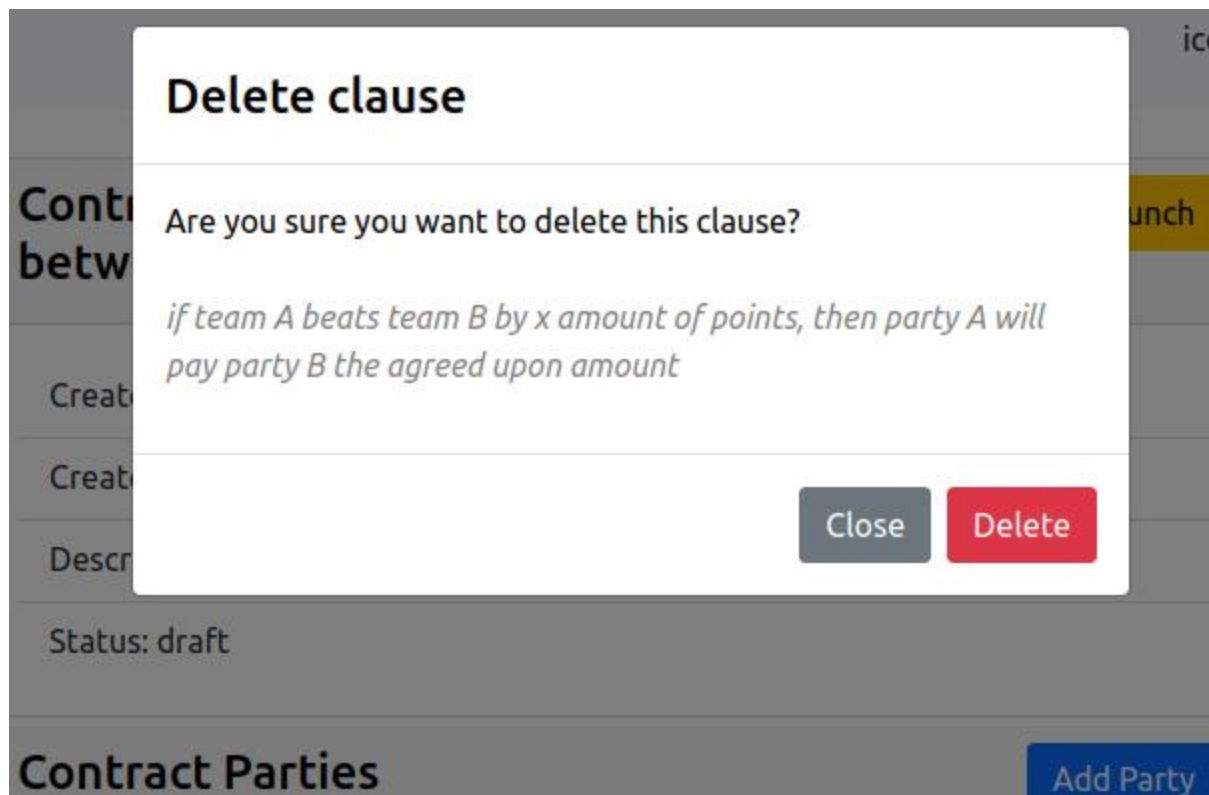 Delete clause
Are you sure you want to delete this clause?
if team A beats team B by x amount of points, then party A will
pay party B the agreed upon amount
Close Delete
Status: draft
Contract Parties
Add Party